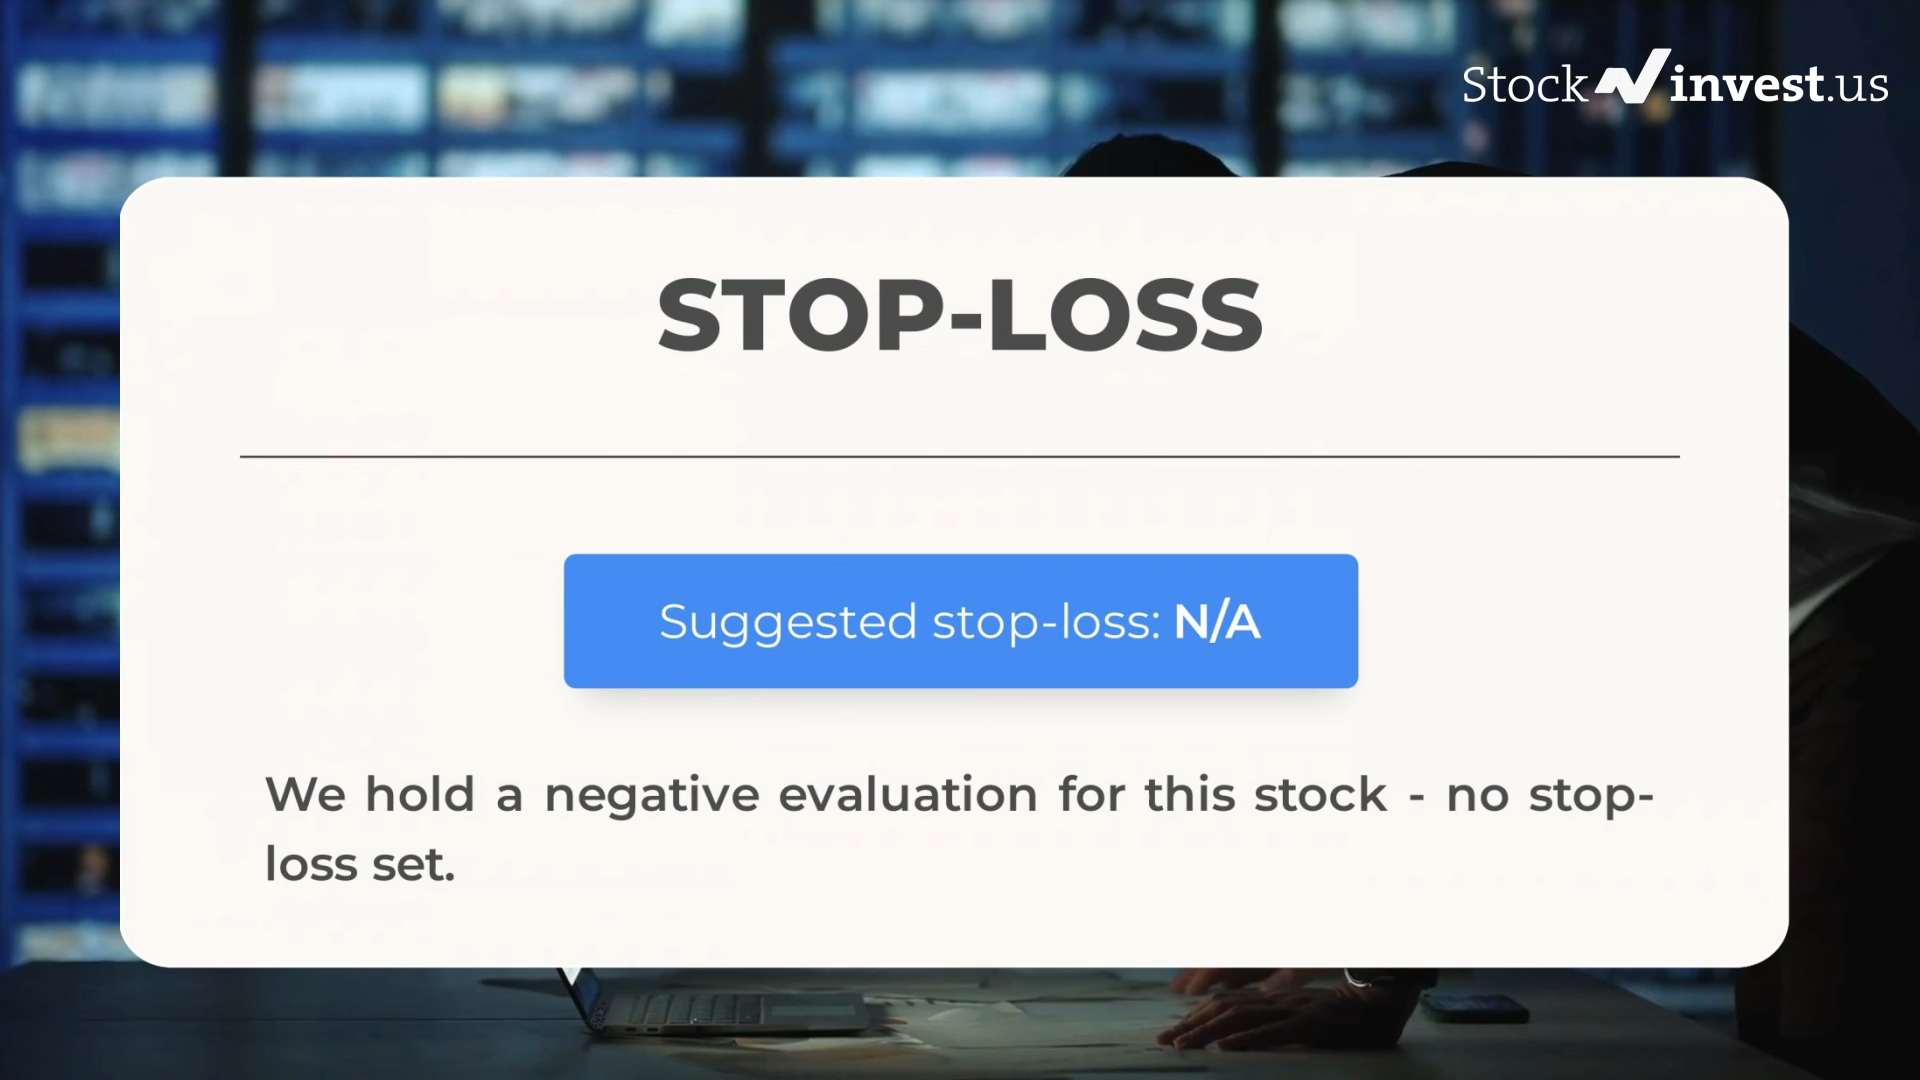 Stock invest.us
STOP-LOSS
Suggested stop-loss: N/A
We hold a negative evaluation for this stock - no stop-
loss set.